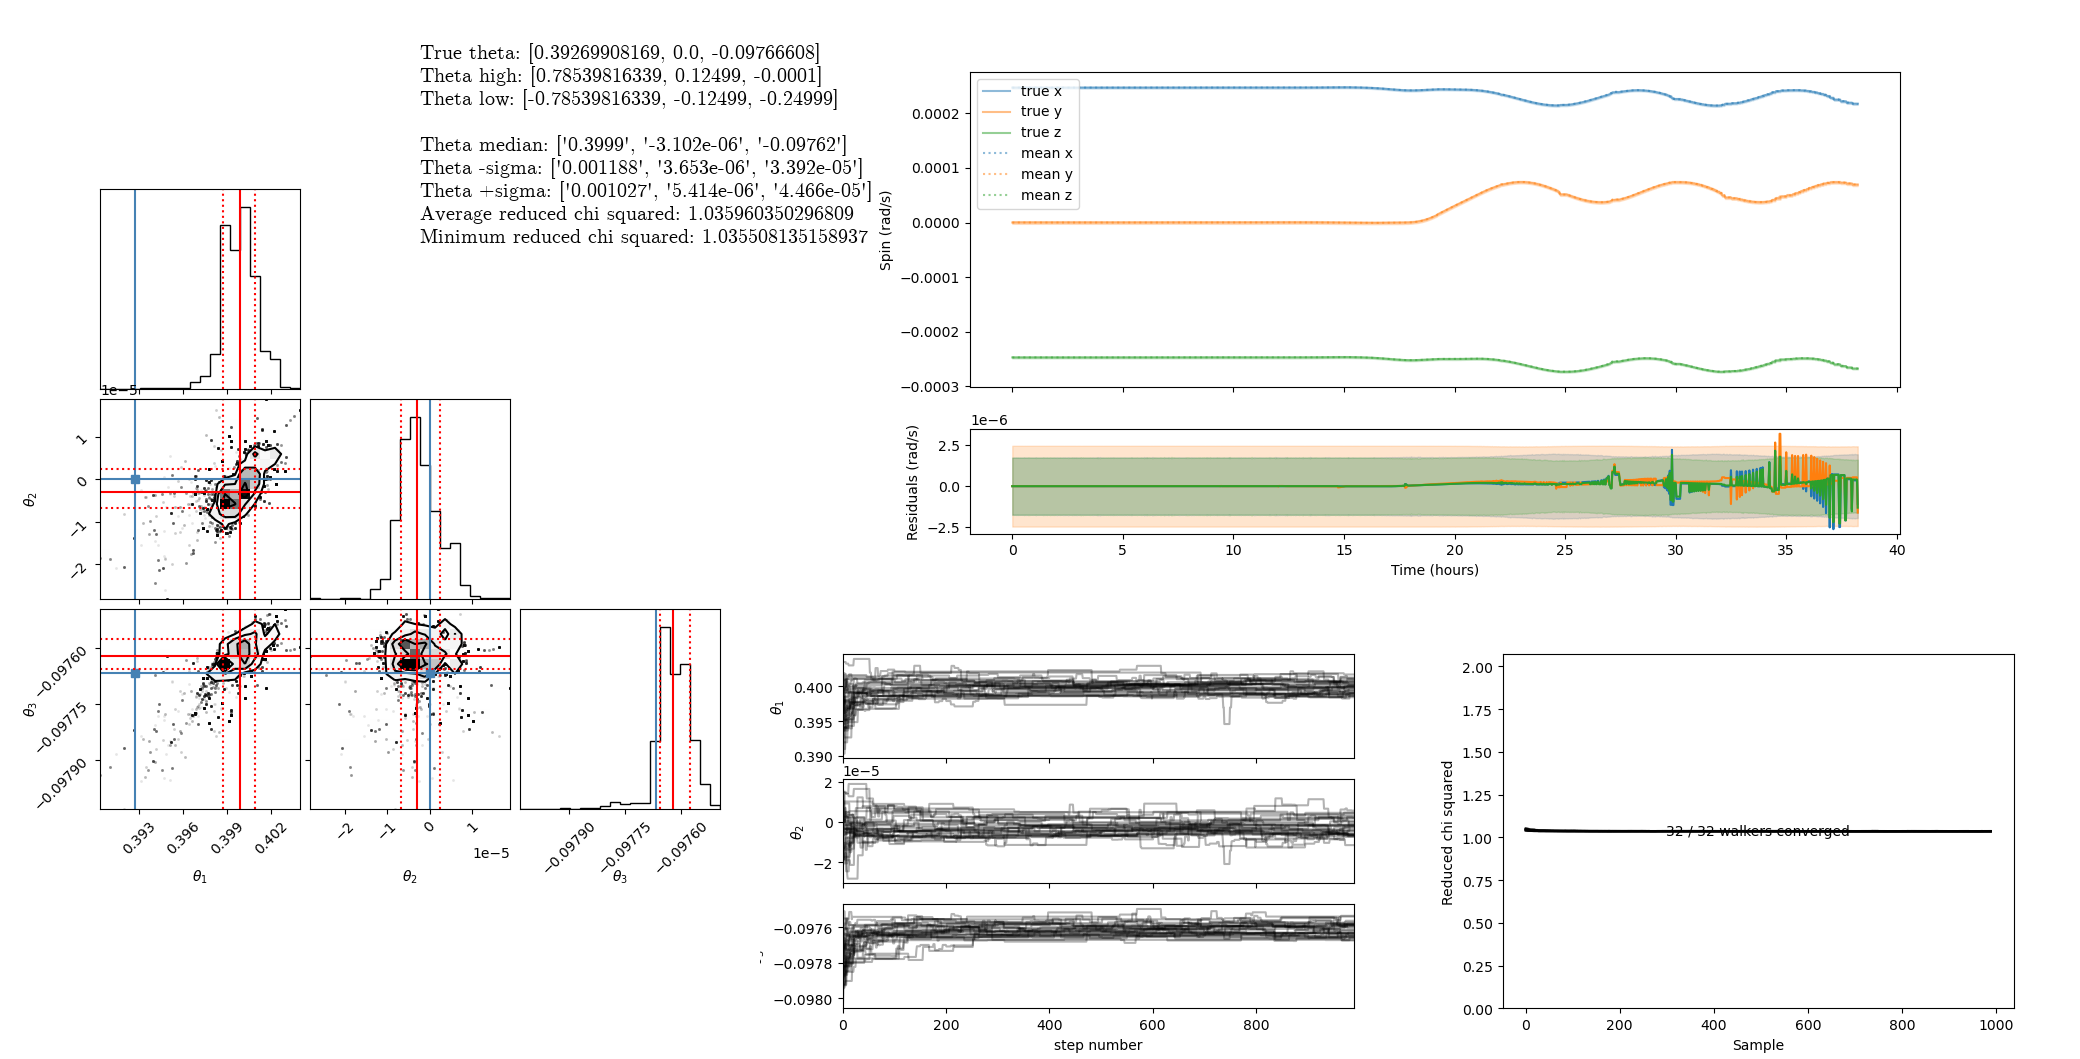 True theta: [0.39269908169, 0.0, -0.09766608]
Theta high: [0.78539816339, 0.12499, -0.0001]
Theta low: [-0.78539816339, -0.12499, -0.24999]
Theta median: ['0.3999', '-3.102e-06', '-0.09762']
Theta -sigma: ['0.001188', '3.653e-06', '3.392e-05']
Theta +sigma: ['0.001027', '5.414e-06', '4.466e-05']
Average reduced chi squared: 1.035960350296809
Minimum reduced chi squared: 1.035508135158937
1e−5
1
0
−1
−2
θ2
−0.09760
−0.09775
−0.09790
θ3
0.393
0.396
0.399
0.402
θ1
−2
−1
0
1
1e−5
θ2
−0.09790
−0.09775
−0.09760
θ3
true x
true y
true z
mean x
mean y
mean z
0.0002
0.0001
0.0000
−0.0001
−0.0002
−0.0003
Spin (rad/s)
1e−6
2.5
0.0
−2.5
Residuals (rad/s)
0
5
10
15
20
25
30
35
40
Time (hours)
0.400
0.395
0.390
θ1
1e−5
2
0
−2
θ2
−0.0976
−0.0978
−0.0980
0
200
400
600
800
step number
2.00
1.75
1.50
1.25
1.00
0.75
0.50
0.25
0.00
Reduced chi squared
32 / 32 walkers converged
0
200
400
600
800
1000
Sample